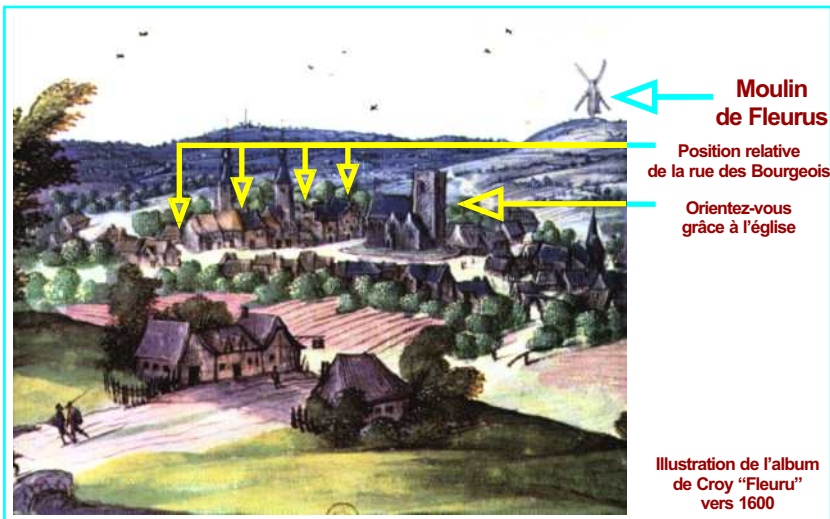 Moulin
de Fleurus
Position relative
de la rue des Bourgeois
Orientez-vous
grâce à l’église
Illustration de l’album
de Croy “Fleuru”
vers 1600